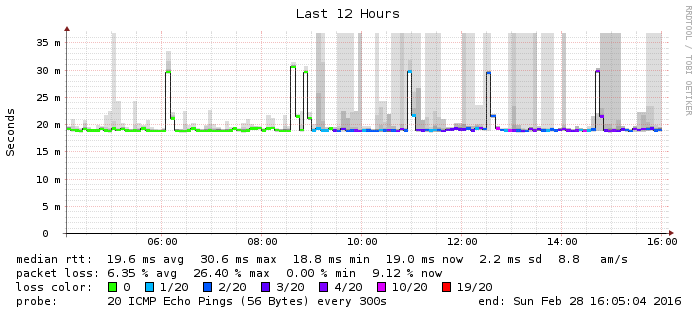 Last 12 Hours
RRDTOOL / TOBI OETIKER
Seconds
35 m
30 m
25 m
20 m
15 m
10 m
5 m
0
06:00 08:00 10:00 12:00 14:00 16:00
median rtt: 19.6 ms avg 30.6 ms max 18.8 ms min 19.0 ms now 2.2 ms sd 8.8 am/s
packet loss: 6.35 % avg 26.40 % max 0.00 % min 9.12 % now
loss color: 0 1/20 2/20 3/20 4/20 10/20 19/20
probe: 20 ICMP Echo Pings (56 Bytes) every 300s end: Sun Feb 28 16:05:04 2016